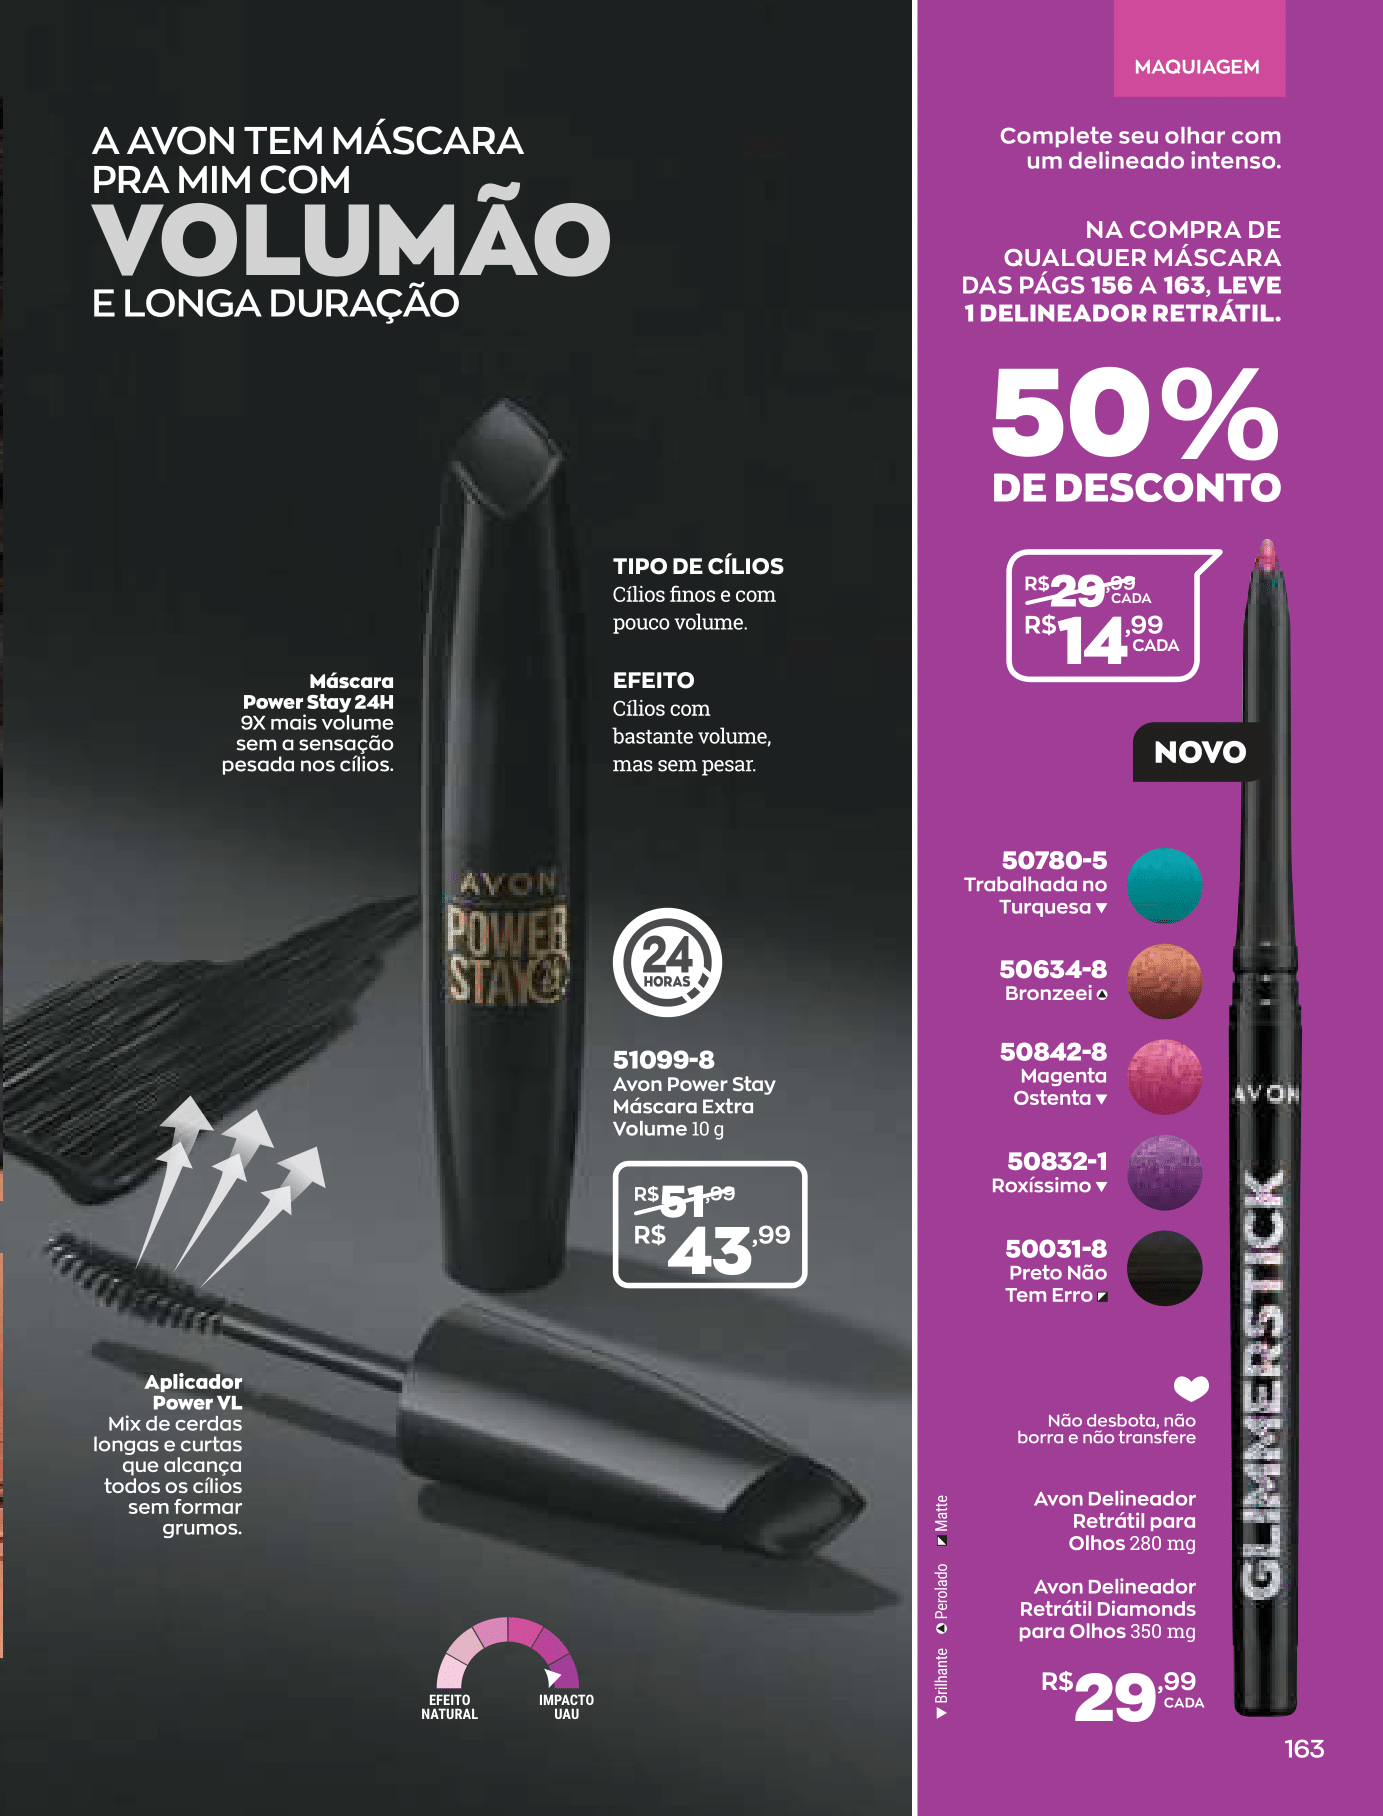 MAQUIAGEM
A AVON TEM MÁSCARA
PRA MIM COM
VOLUMÃO
E LONGA DURAÇÃO
TIPO DE CÍLIOS
Cílios finos e com
pouco volume.
EFEITO
Cílios com
bastante volume,
mas sem pesar.
Máscara
Power Stay 24H
9X mais volume
sem a sensação
pesada nos cílios.
AVON
POWER
STAY
24
HORAS
51099-8
Avon Power Stay
Máscara Extra
Volume 10 g
R$51,99
R$43,99
Aplicador
Power VL
Mix de cerdas
longas e curtas
que alcança
todos os cílios
sem formar
grumos.
EFEITO
NATURAL
IMPACTO
UAU
Complete seu olhar com
um delineado intenso.
NA COMPRA DE
QUALQUER MÁSCARA
DAS PÁGS 156 A 163, LEVE
1 DELINEADOR RETRÁTIL.
50%
DE DESCONTO
R$29,99
CADA
R$14,99
CADA
NOVO
50780-5
Trabalhada no
Turquesa ▼
50634-8
Bronzeei
50842-8
Magenta
Ostenta ▼
50832-1
Roxíssimo ▼
50031-8
Preto Não
Tem Erro
AVON
GLIMMERSTICK
Não desbota, não
borra e não transfere
Avon Delineador
Retrátil para
Olhos 280 mg
Avon Delineador
Retrátil Diamonds
para Olhos 350 mg
R$29,99
CADA
▼ Brilhante Perolado Matte
163